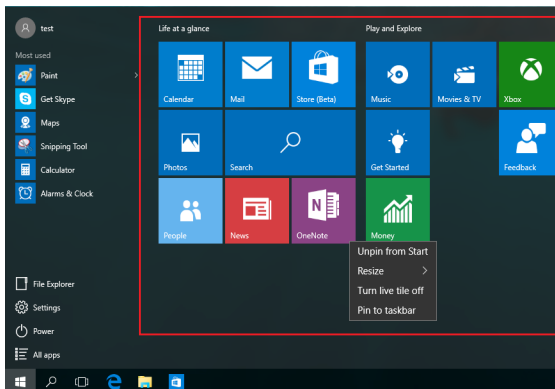 test
Most used
Paint
Get Skype
Maps
Snipping Tool
Calculator
Alarms & Clock
File Explorer
Settings
Power
All apps
Life at a glance
Calendar
Mail
Store (Beta)
Photos
Search
People
News
N
OneNote
Play and Explore
Music
Movies & TV
Xbox
Get Started
Feedback
Money
Unpin from Start
Resize
Turn live tile off
Pin to taskbar